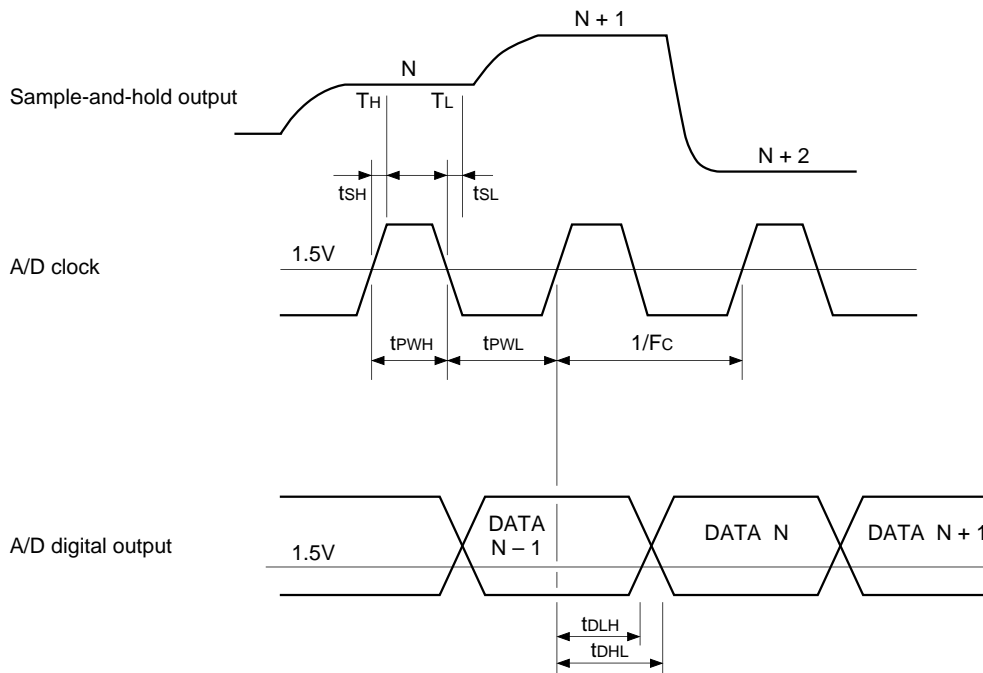 N + 1
N
Sample-and-hold output
TH TL
N + 2
tSH tSL
1.5V
A/D clock
tPWH tPWL 1/FC
DATA N – 1
DATA N
DATA N + 1
A/D digital output
1.5V
tDLH
tDHL